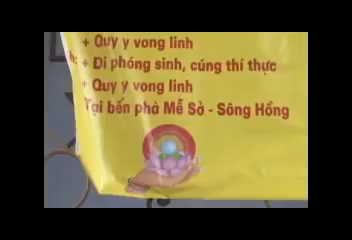 + Quy y vong linh
h: + Đi phóng sinh, cúng thí thực
+ Quy y vong linh
Tại bến phà Mễ Sở - Sông Hồng